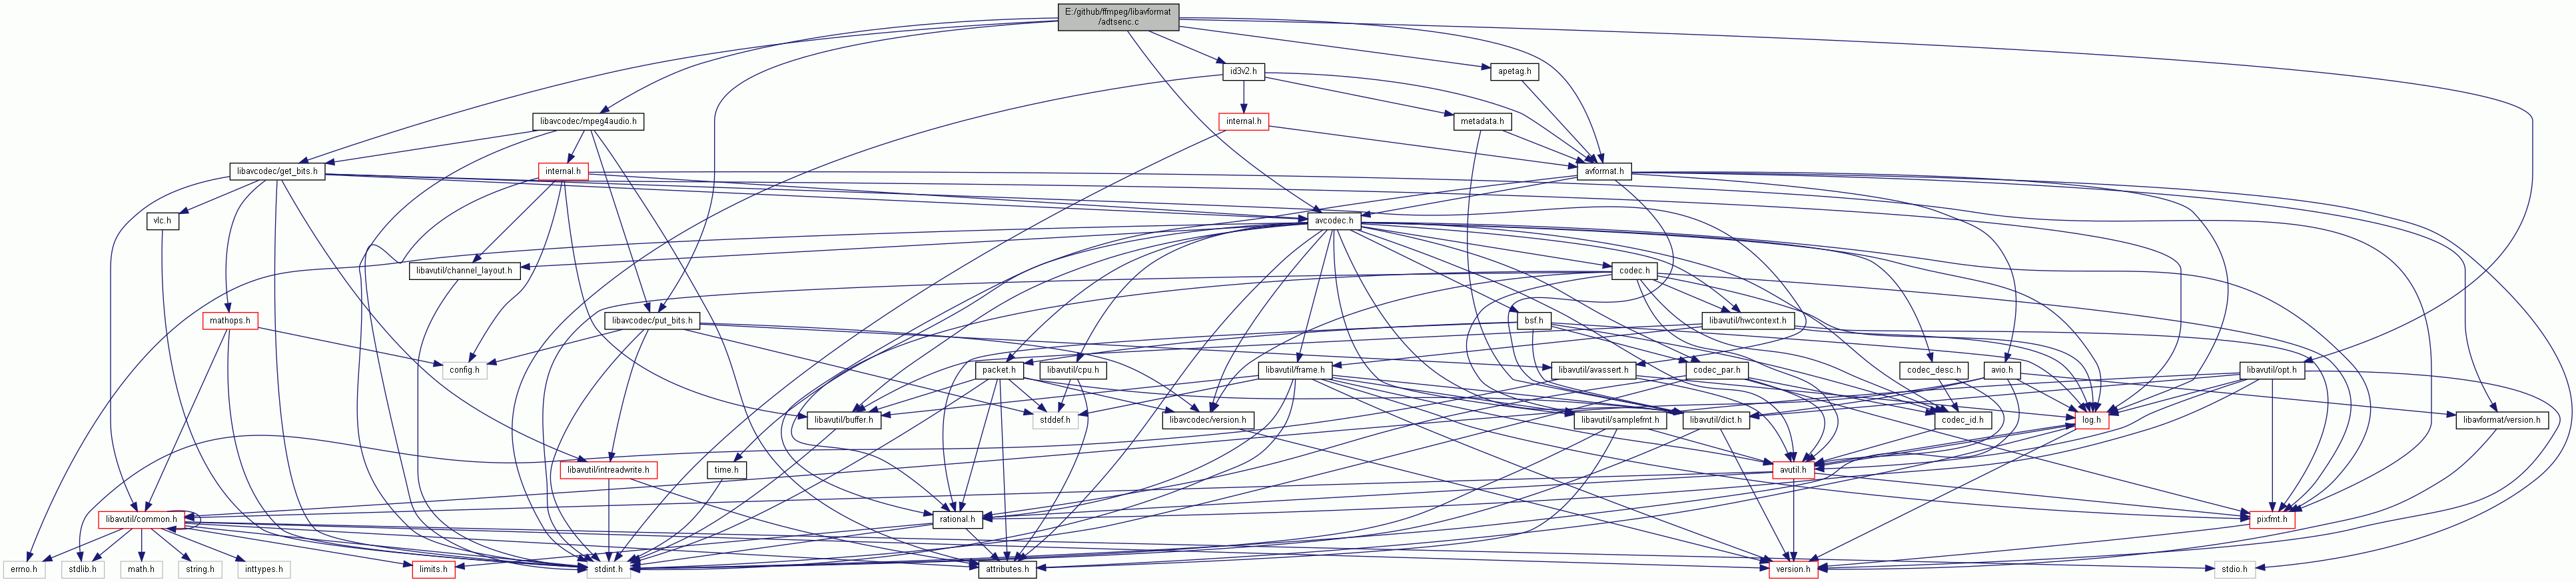 E:/github/ffmpeg/libavformat
/adtsenc.c
id3v2.h
apetag.h
libavcodec/mpeg4audio.h
internal.h
metadata.h
libavcodec/get_bits.h
internal.h
avformat.h
vlc.h
avcodec.h
libavutil/channel_layout.h
codec.h
mathops.h
libavcodec/put_bits.h
bsf.h
libavutil/hwcontext.h
config.h
packet.h
libavutil/cpu.h
libavutil/frame.h
libavutil/avassert.h
codec_par.h
codec_desc.h
avio.h
libavutil/opt.h
libavutil/buffer.h
stddef.h
libavcodec/version.h
libavutil/samplefmt.h
libavutil/dict.h
codec_id.h
log.h
libavformat/version.h
libavutil/intreadwrite.h
time.h
avutil.h
libavutil/common.h
rational.h
pixfmt.h
errno.h
stdlib.h
math.h
string.h
inttypes.h
limits.h
stdint.h
attributes.h
version.h
stdio.h